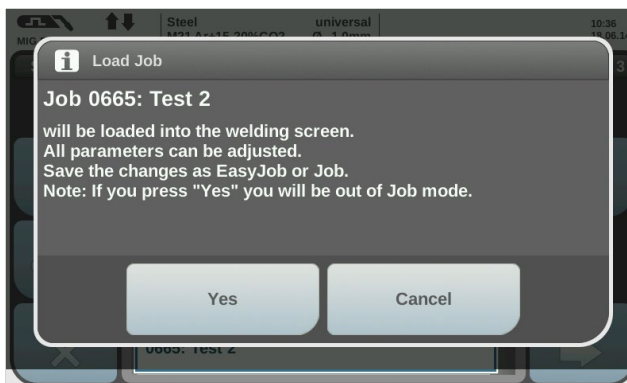 Steel universal
M21 Ar+15-20%CO2 Ø 1.0mm
10:36
MIG
Load Job
Job 0665: Test 2
will be loaded into the welding screen.
All parameters can be adjusted.
Save the changes as EasyJob or Job.
Note: If you press "Yes" you will be out of Job mode.
Yes Cancel
0665: Test 2